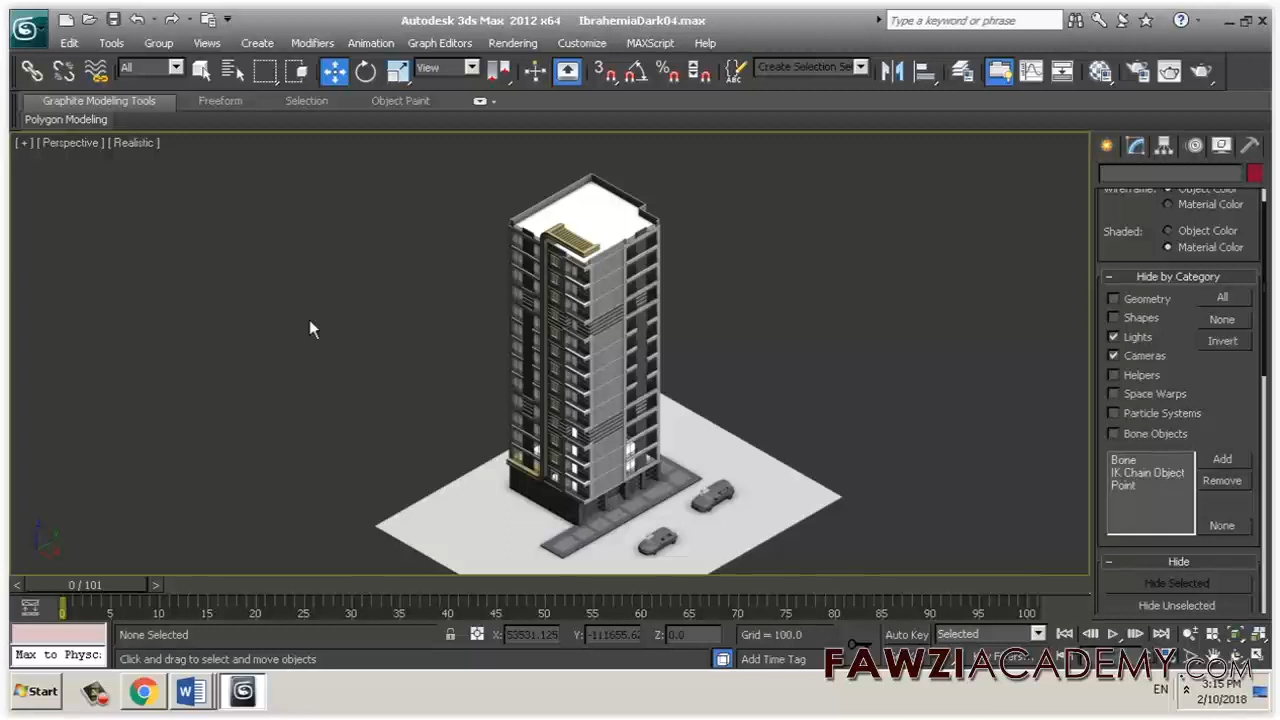 Autodesk 3ds Max 2012 x64 IbrahemiaDark04.max
Type a keyword or phrase
Edit Tools Group Views Create Modifiers Animation Graph Editors Rendering Customize MAXScript Help
All View Create Selection Se
Graphite Modeling Tools Freeform Selection Object Paint
Polygon Modeling
[ + ] [ Perspective ] [ Realistic ]
Object Color
Material Color
Shaded: Object Color
Material Color
Hide by Category
Geometry All
Shapes
None
Lights
Invert
Cameras
Helpers
Space Warps
Particle Systems
Bone Objects
Bone
IK Chain Object
Point
Add
Remove
None
Hide
Hide Selected
Hide Unselected
< 0 / 101 >
0 5 10 15 20 25 30 35 40 45 50 55 60 65 70 75 80 85 90 95 100
None Selected X: 53531.125 Y: -111655.62 Z: 0.0 Grid = 100.0 Auto Key Selected
Max to Physc
Click and drag to select and move objects Add Time Tag
FAWZIACADEMY.COM
Start
EN 3:15 PM
2/10/2018